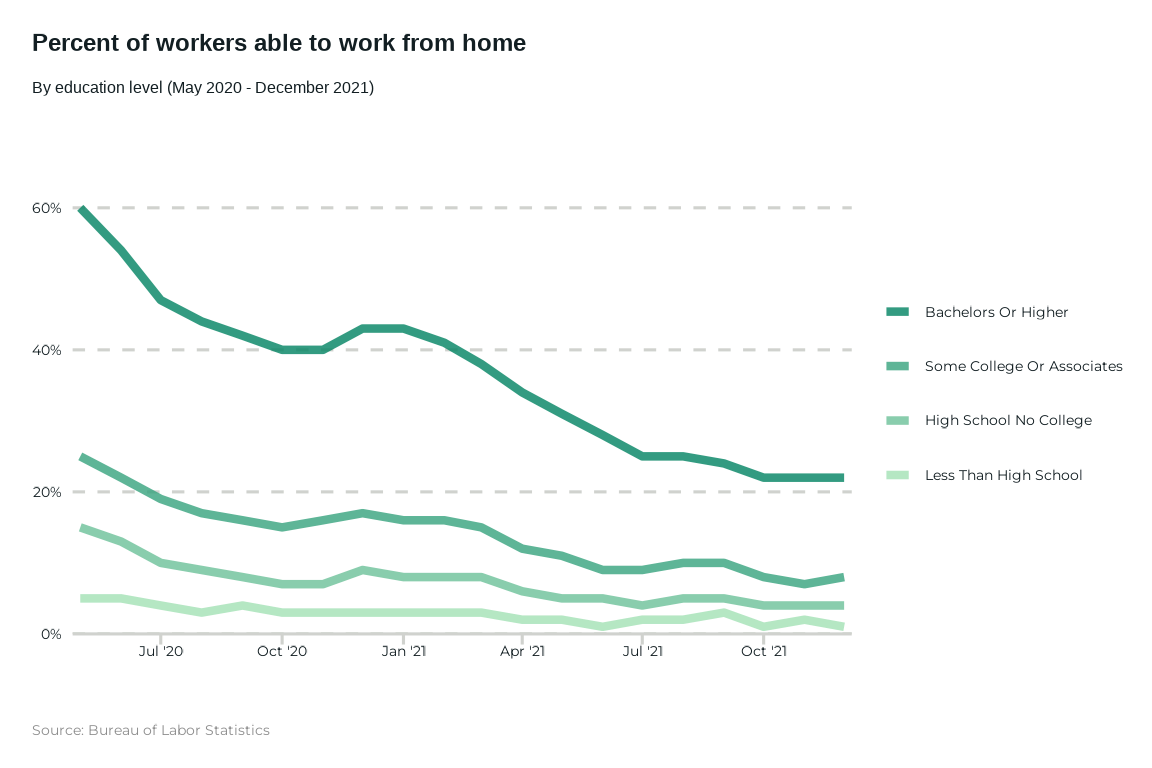 Percent of workers able to work from home
By education level (May 2020 - December 2021)
60%
40%
20%
0%
Jul '20
Oct '20
Jan '21
Apr '21
Jul '21
Oct '21
Bachelors Or Higher
Some College Or Associates
High School No College
Less Than High School
Source: Bureau of Labor Statistics